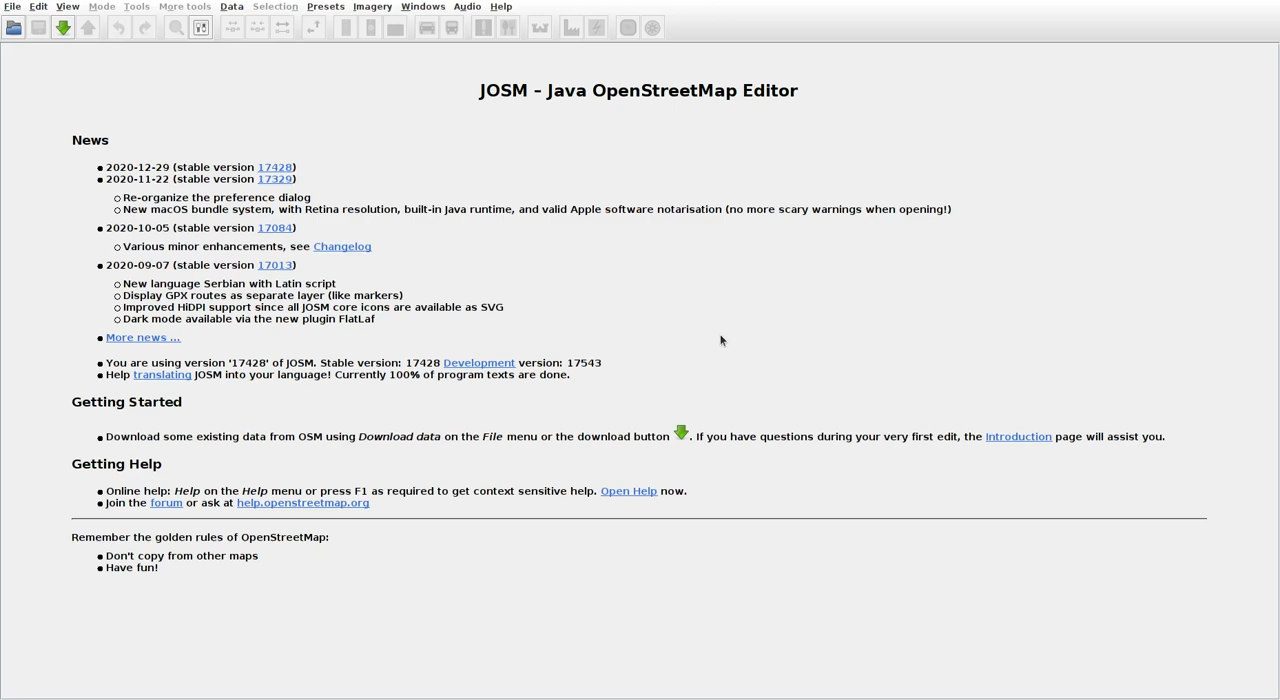 File Edit View Mode Tools More tools Data Selection Presets Imagery Windows Audio Help
JOSM – Java OpenStreetMap Editor
News
2020-12-29 (stable version 17428)
2020-11-22 (stable version 17329)
Re-organize the preference dialog
New macOS bundle system, with Retina resolution, built-in Java runtime, and valid Apple software notarisation (no more scary warnings when opening!)
2020-10-05 (stable version 17084)
Various minor enhancements, see Changelog
2020-09-07 (stable version 17013)
New language Serbian with Latin script
Display GPX routes as separate layer (like markers)
Improved HiDPI support since all JOSM core icons are available as SVG
Dark mode available via the new plugin FlatLaf
More news ...
You are using version '17428' of JOSM. Stable version: 17428 Development version: 17543
Help translating JOSM into your language! Currently 100% of program texts are done.
Getting Started
Download some existing data from OSM using Download data on the File menu or the download button . If you have questions during your very first edit, the Introduction page will assist you.
Getting Help
Online help: Help on the Help menu or press F1 as required to get context sensitive help. Open Help now.
Join the forum or ask at help.openstreetmap.org
Remember the golden rules of OpenStreetMap:
Don't copy from other maps
Have fun!